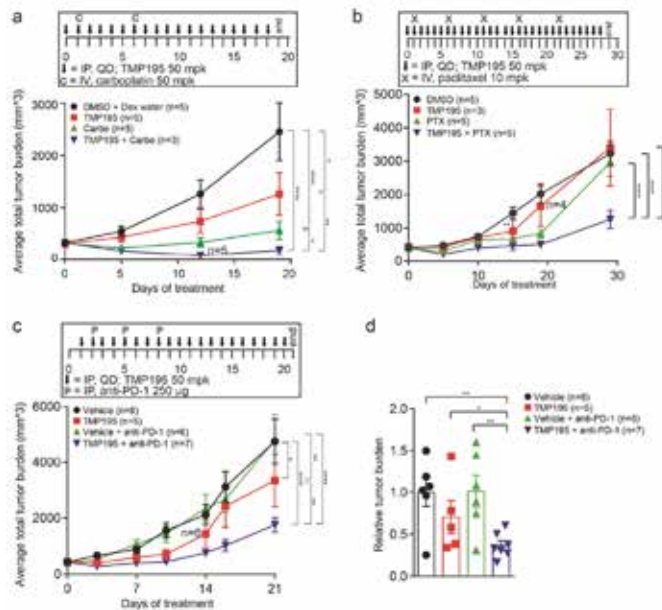 a
C C
0 5 10 15 20
end
= IP, QD; TMP195 50 mpk
C = IV, carboplatin 50 mpk
DMSO + Dex water (n=5)
TMP195 (n=5)
Carbo (n=5)
TMP195 + Carbo (n=3)
Average total tumor burden (mm^3)
3000
2000
1000
0
n=5
0 5 10 15 20
Days of treatment
b
X X X X
0 5 10 15 20 25 30
= IP, QD; TMP195 50 mpk
X = IV, paclitaxel 10 mpk
DMSO (n=5)
TMP195 (n=3)
PTX (n=5)
TMP195 + PTX (n=5)
Average total tumor burden (mm^3)
5000
4000
3000
2000
1000
0
**
n=4
0 10 20 30
Days of treatment
c
P P P
0 5 10 15 20
= IP, QD; TMP195 50 mpk
P = IP, anti-PD-1 250 µg
Vehicle (n=6)
TMP195 (n=5)
Vehicle + anti-PD-1 (n=6)
TMP195 + anti-PD-1 (n=7)
Average total tumor burden (mm^3)
6000
4000
2000
0
0 7 14 21
Days of treatment
d
Vehicle (n=6)
TMP195 (n=5)
Vehicle + anti-PD-1 (n=6)
TMP195 + anti-PD-1 (n=7)
**
*
**
Relative tumor burden
2.0
1.5
1.0
0.5
0.0